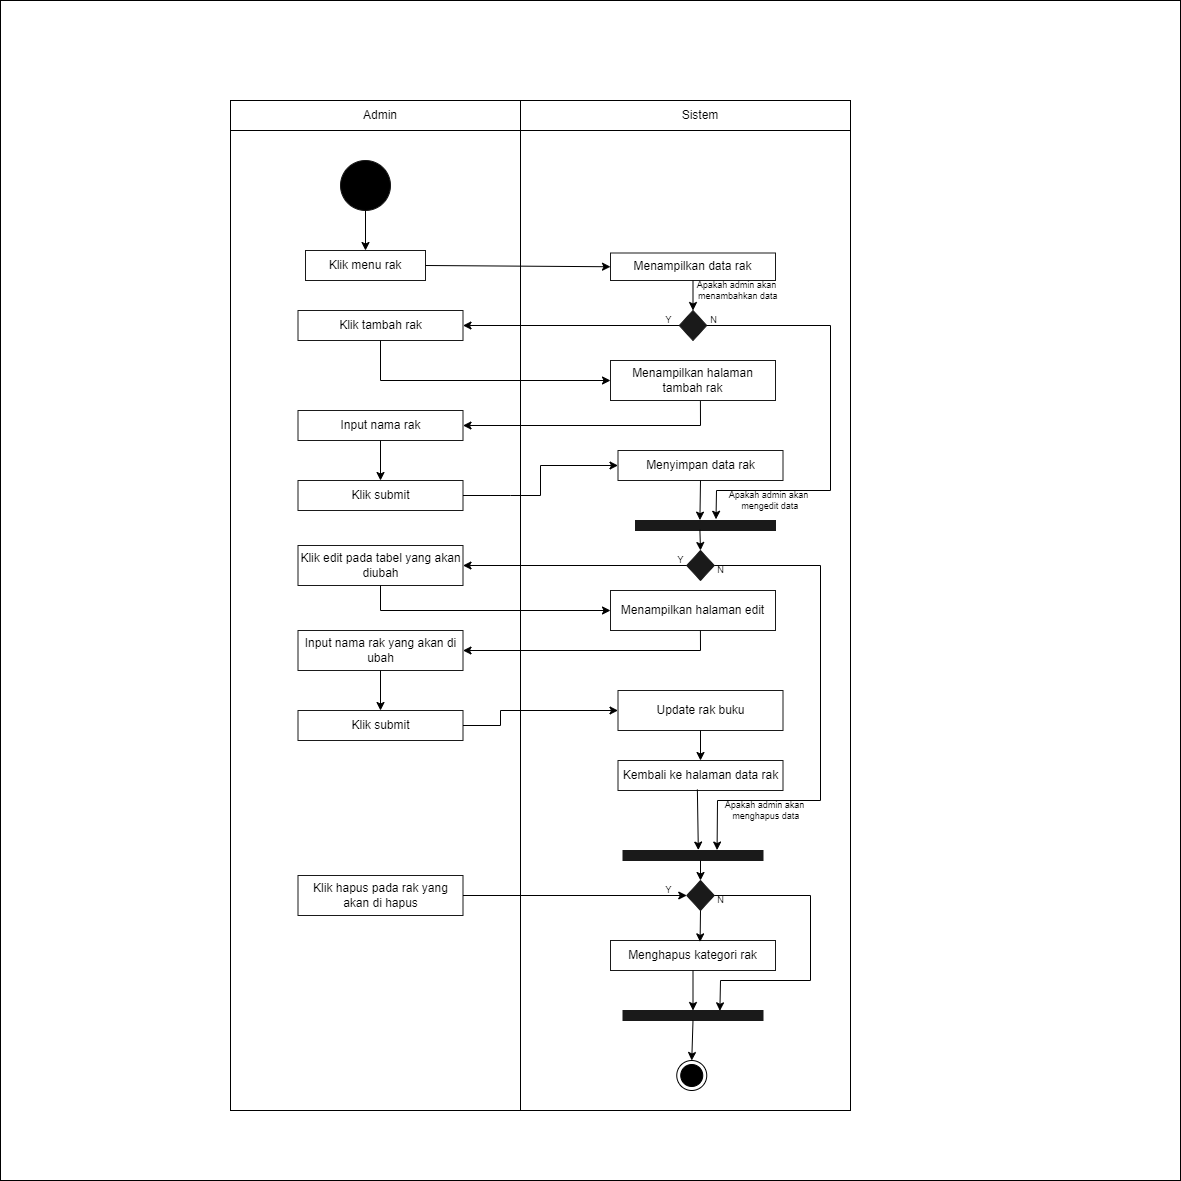 Admin
Sistem
Klik menu rak
Menampilkan data rak
Apakah admin akan
menambahkan data
Klik tambah rak
Y
N
Menampilkan halaman
tambah rak
Input nama rak
Menyimpan data rak
Klik submit
Apakah admin akan
mengedit data
Klik edit pada tabel yang akan
diubah
Y
N
Menampilkan halaman edit
Input nama rak yang akan di
ubah
Update rak buku
Klik submit
Kembali ke halaman data rak
Apakah admin akan
menghapus data
Klik hapus pada rak yang
akan di hapus
Y
N
Menghapus kategori rak